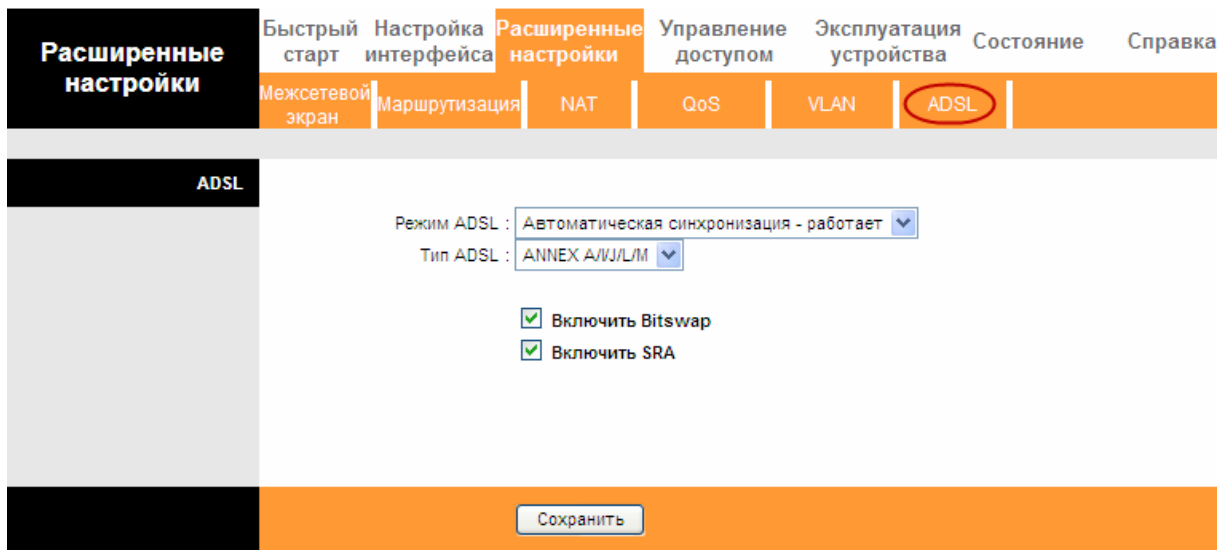 Расширенные настройки
Быстрый старт
Настройка интерфейса
Расширенные настройки
Управление доступом
Эксплуатация устройства
Состояние
Справка
Межсетевой экран
Маршрутизация
NAT
QoS
VLAN
ADSL
ADSL
Режим ADSL : Автоматическая синхронизация - работает
Тип ADSL : ANNEX A/I/J/L/M
Включить Bitswap
Включить SRA
Сохранить